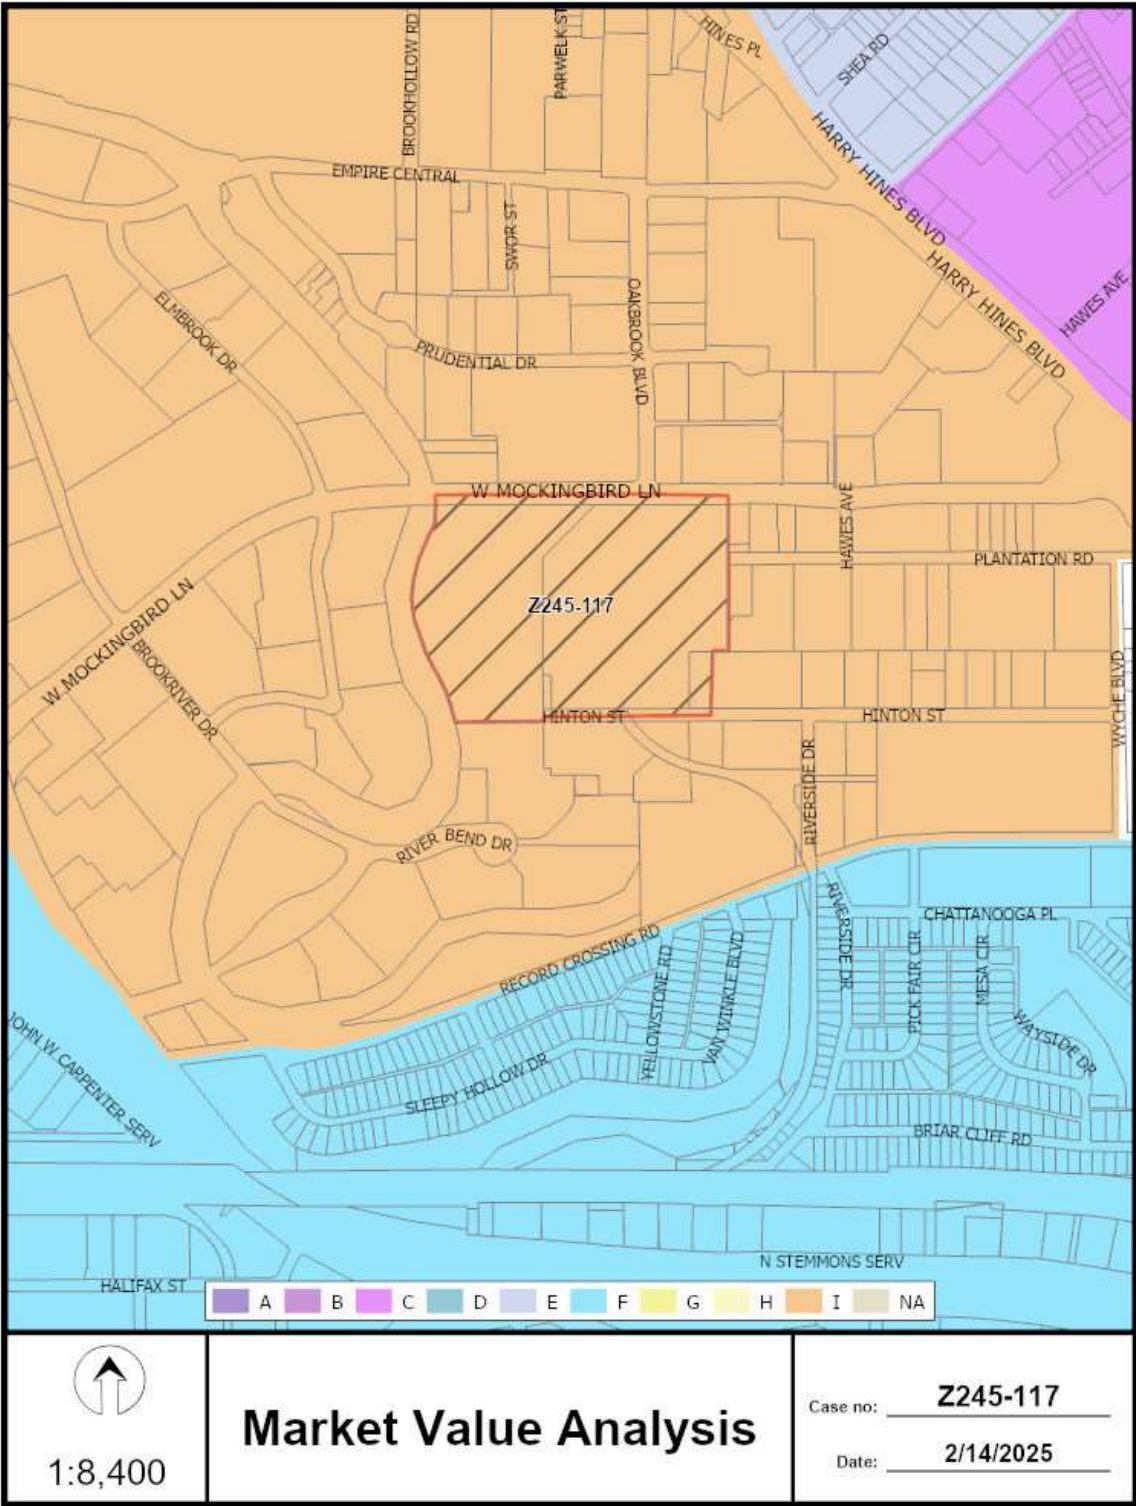 BROOKHOLLOW RD
PARWELK ST
HINES PL
SHEA RD
HARRY HINES BLVD
EMPIRE CENTRAL
SWOR ST
HARRY HINES BLVD
HAWES AVE
ELMBROOK DR
OAKBROOK BLVD
PRUDENTIAL DR
W MOCKINGBIRD LN
HAWES AVE
PLANTATION RD
Z245-117
W MOCKINGBIRD LN
BROOKRIVER DR
WYCHE BLVD
HINTON ST
HINTON ST
RIVERSIDE DR
RIVER BEND DR
RIVERSIDE DR
CHATTANOOGA PL
RECORD CROSSING RD
YELLOWSTONE RD
VAN WINKLE BLVD
PICK FAIR CIR
MESA CIR
WAYSIDE DR
JOHN W CARPENTER SERV
SLEEPY HOLLOW DR
BRIAR CLIFF RD
N STEMMONS SERV
HALIFAX ST
A B C D E F G H I NA
1:8,400
Market Value Analysis
Case no: Z245-117
Date: 2/14/2025